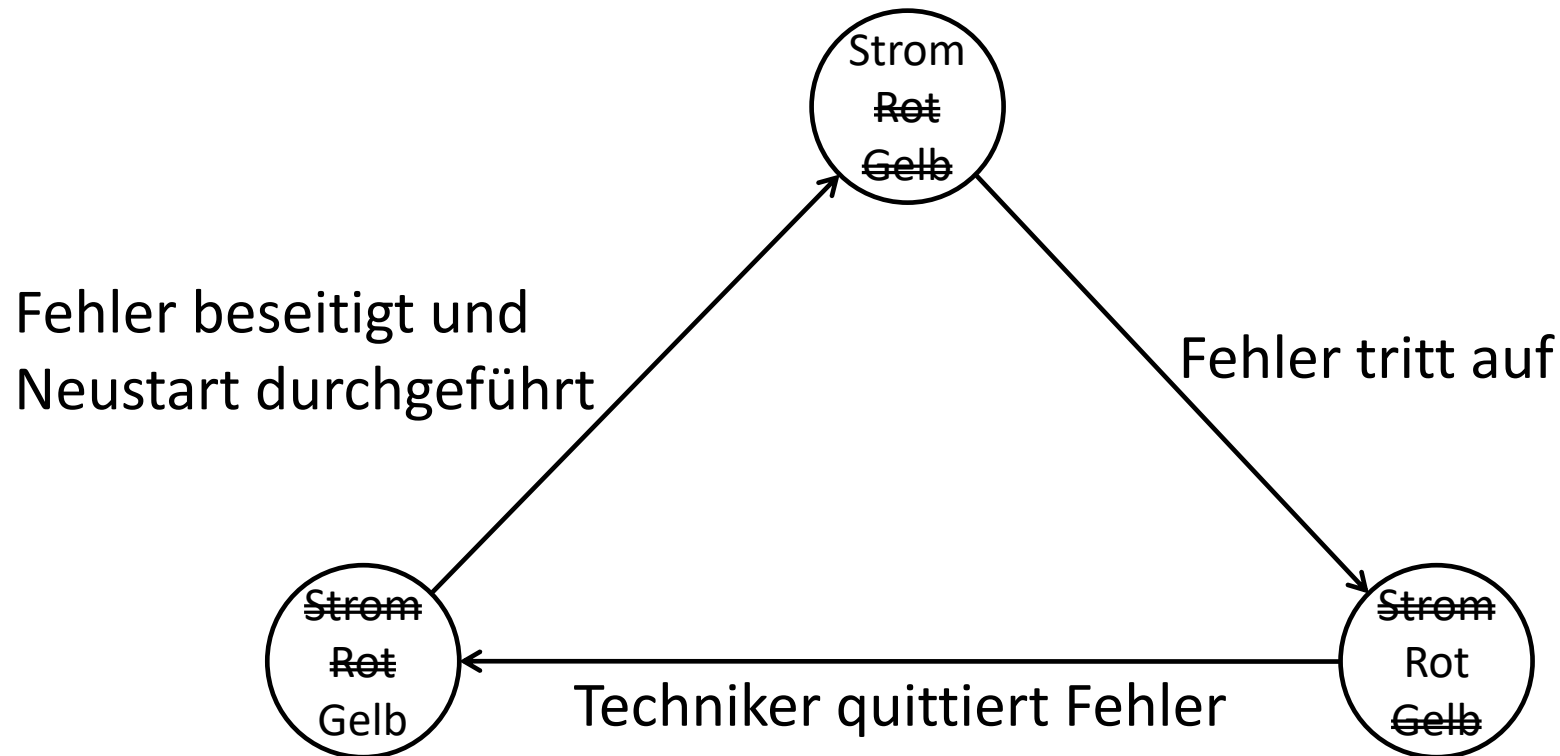 Strom
Rot
Gelb
Fehler beseitigt und
Neustart durchgeführt
Fehler tritt auf
Strom
Rot
Gelb
Techniker quittiert Fehler
Strom
Rot
Gelb